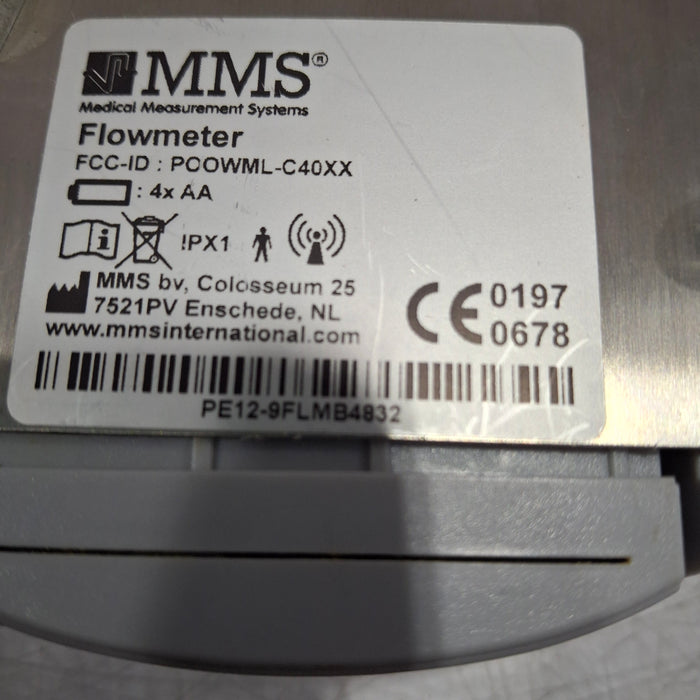 MMS®
Medical Measurement Systems
Flowmeter
FCC-ID : POOWML-C40XX
: 4x AA
IPX1
MMS bv, Colosseum 25
7521PV Enschede, NL
www.mmsinternational.com
CE 0197
0678
PE12-9FLMB4832